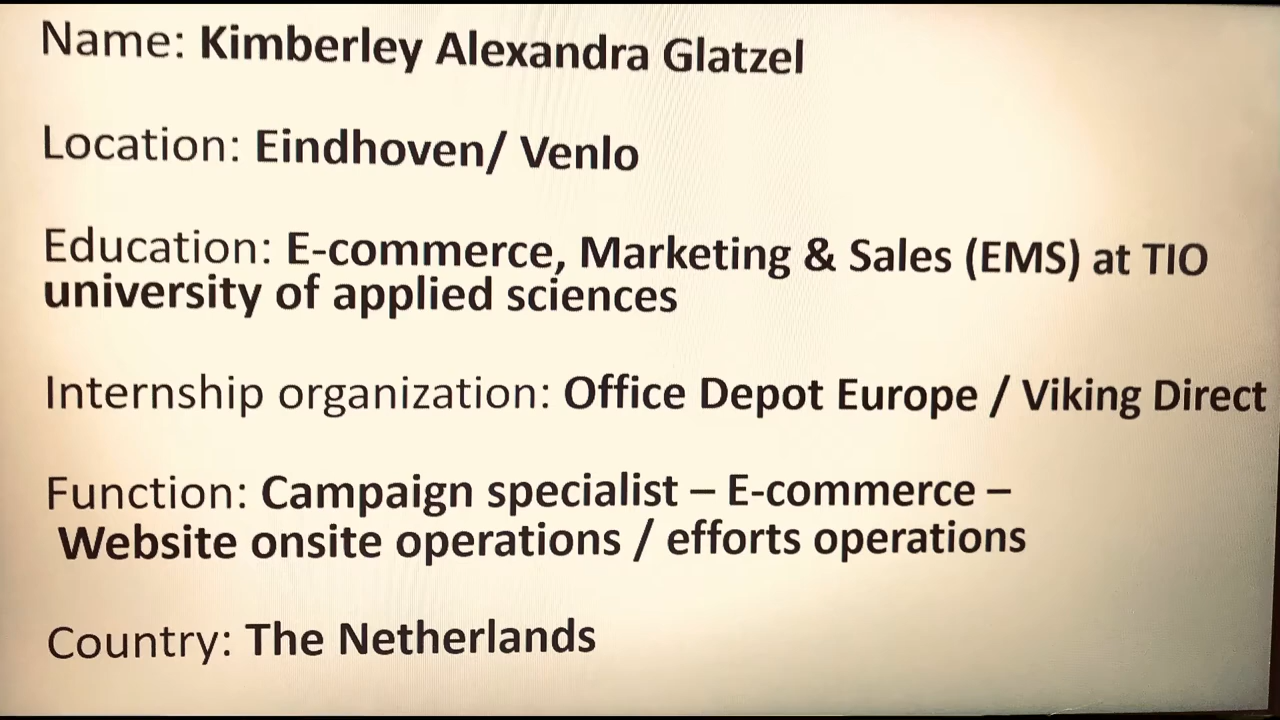 Name: Kimberley Alexandra Glatzel
Location: Eindhoven/ Venlo
Education: E-commerce, Marketing & Sales (EMS) at TIO
university of applied sciences
Internship organization: Office Depot Europe / Viking Direct
Function: Campaign specialist – E-commerce –
Website onsite operations / efforts operations
Country: The Netherlands